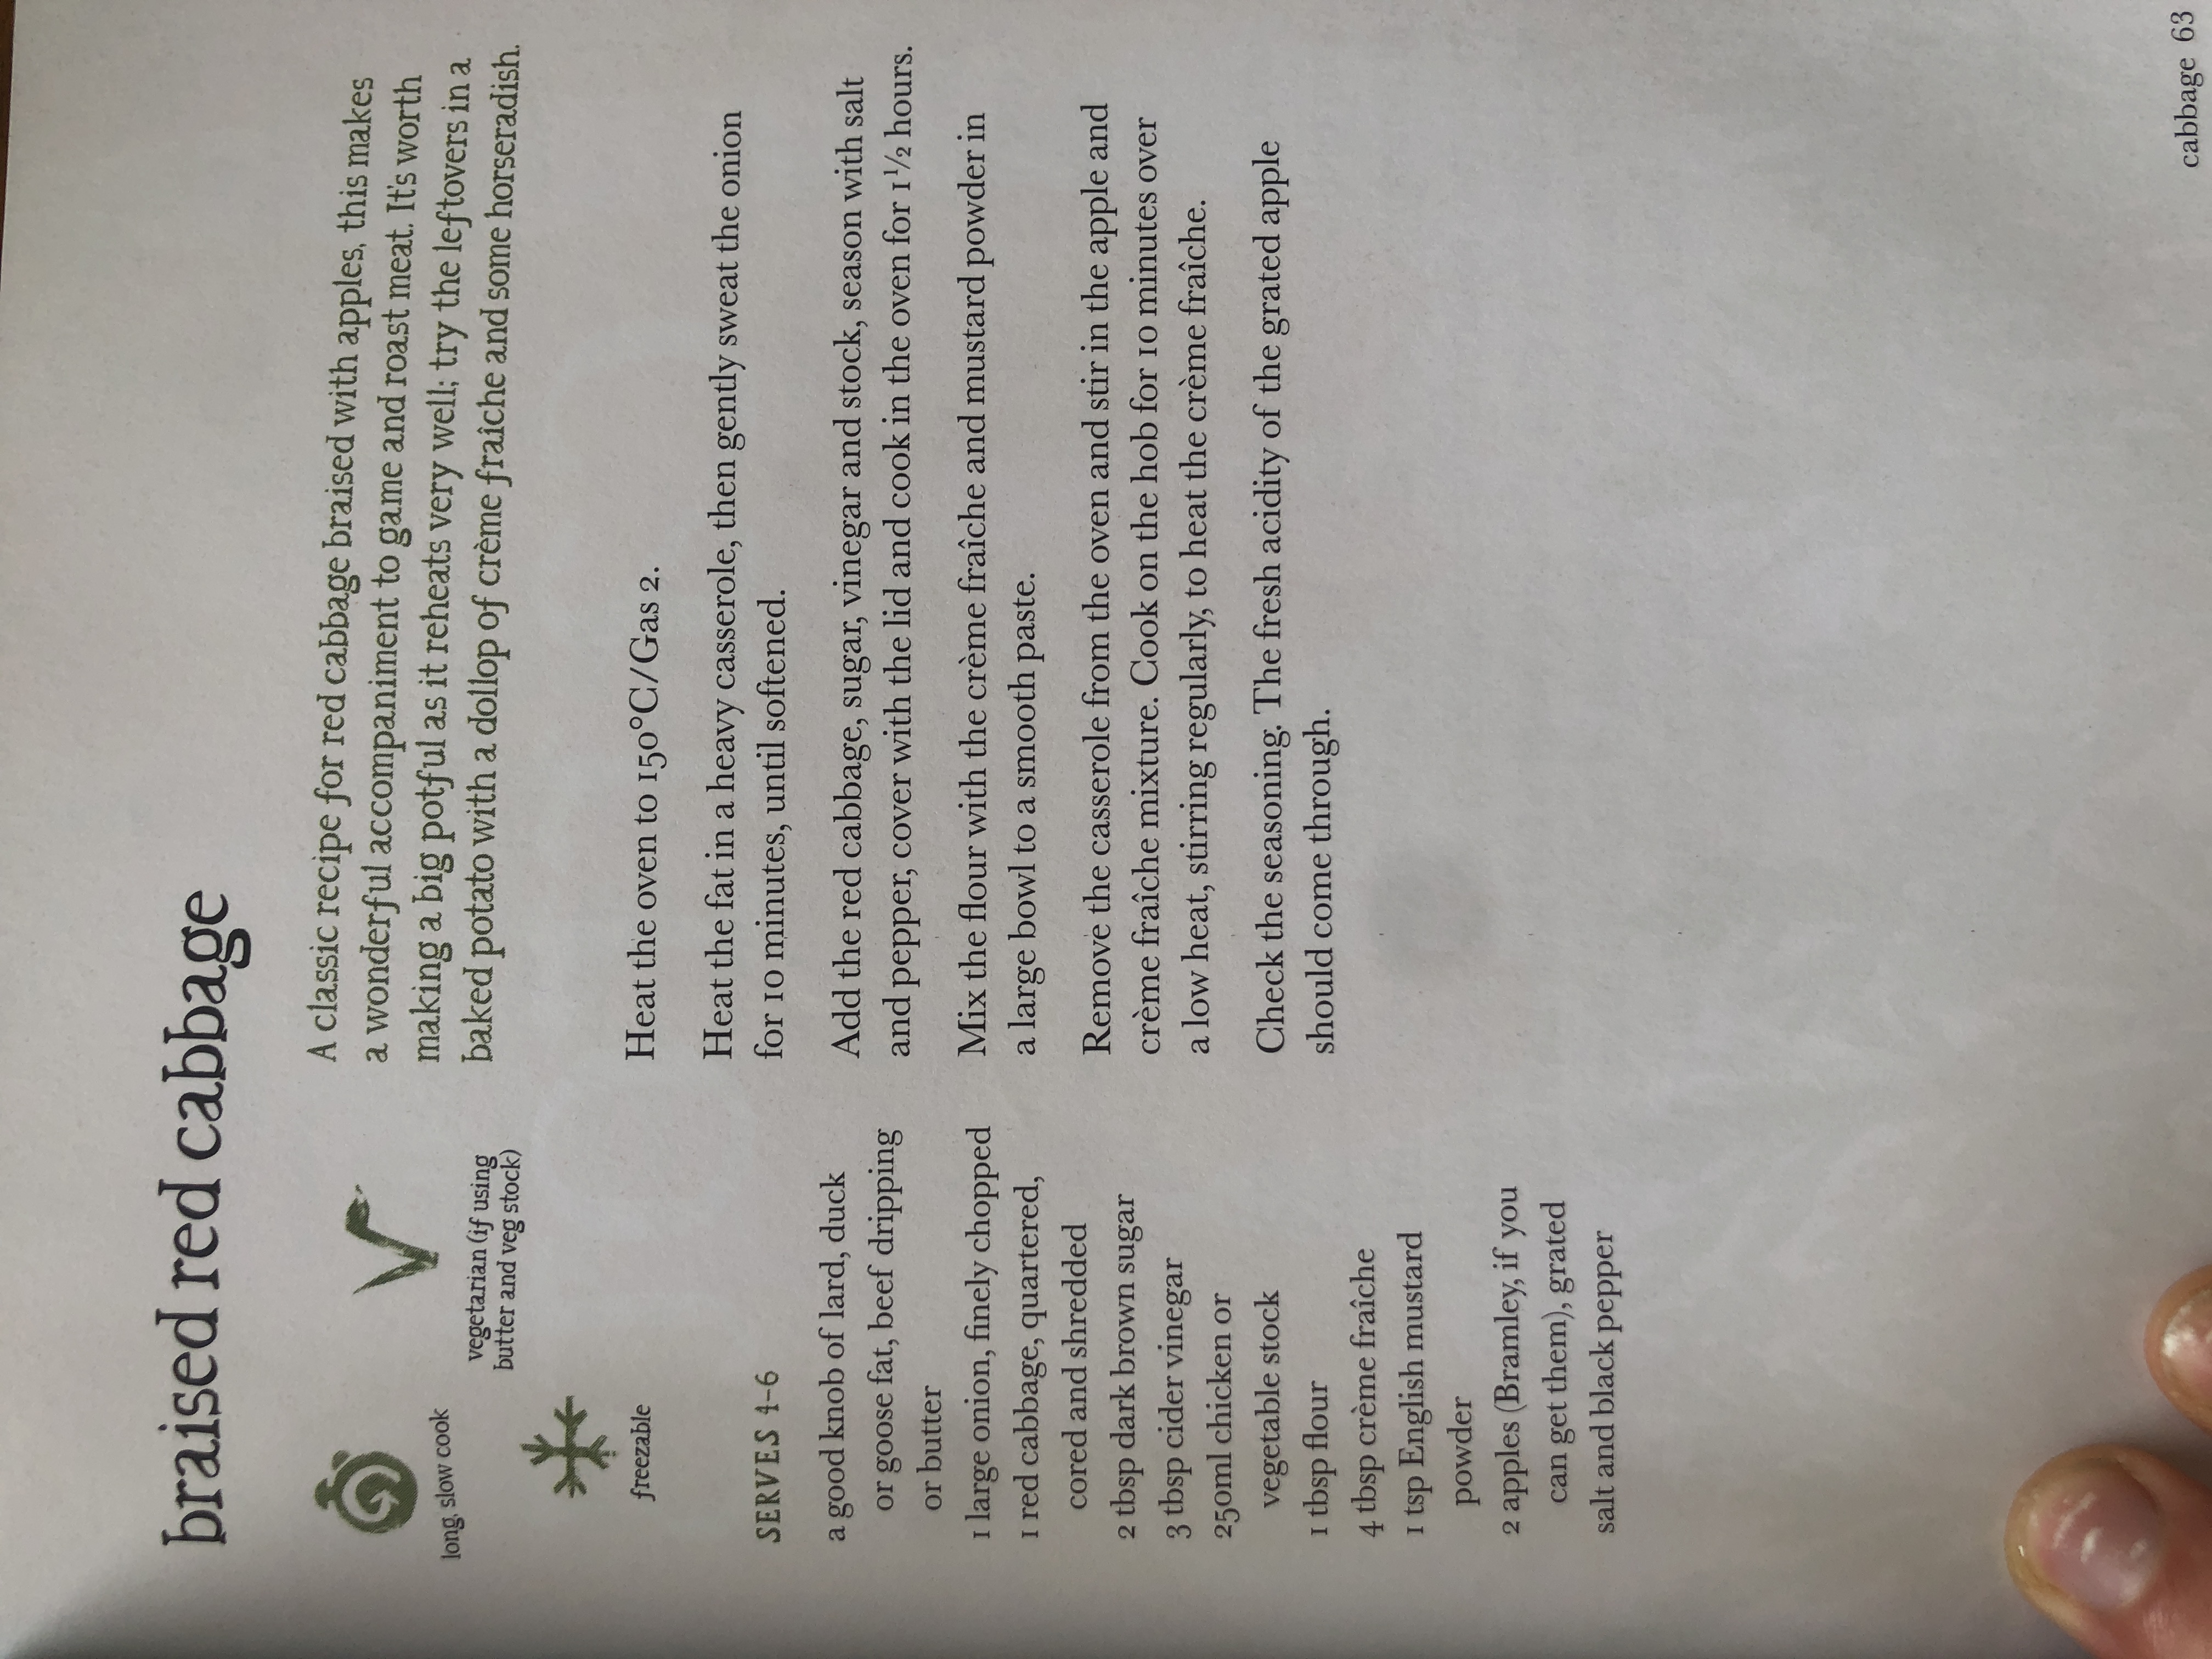 braised red cabbage
long, slow cook
vegetarian (if using
butter and veg stock)
freezable
A classic recipe for red cabbage braised with apples, this makes
a wonderful accompaniment to game and roast meat. It's worth
making a big potful as it reheats very well; try the leftovers in a
baked potato with a dollop of crème fraîche and some horseradish.
SERVES 4–6
a good knob of lard, duck
or goose fat, beef dripping
or butter
1 large onion, finely chopped
1 red cabbage, quartered,
cored and shredded
2 tbsp dark brown sugar
3 tbsp cider vinegar
250ml chicken or
vegetable stock
1 tbsp flour
4 tbsp crème fraîche
1 tsp English mustard
powder
2 apples (Bramley, if you
can get them), grated
salt and black pepper
Heat the oven to 150°C/Gas 2.
Heat the fat in a heavy casserole, then gently sweat the onion
for 10 minutes, until softened.
Add the red cabbage, sugar, vinegar and stock, season with salt
and pepper, cover with the lid and cook in the oven for 1½ hours.
Mix the flour with the crème fraîche and mustard powder in
a large bowl to a smooth paste.
Remove the casserole from the oven and stir in the apple and
crème fraîche mixture. Cook on the hob for 10 minutes over
a low heat, stirring regularly, to heat the crème fraîche.
Check the seasoning. The fresh acidity of the grated apple
should come through.
cabbage 63